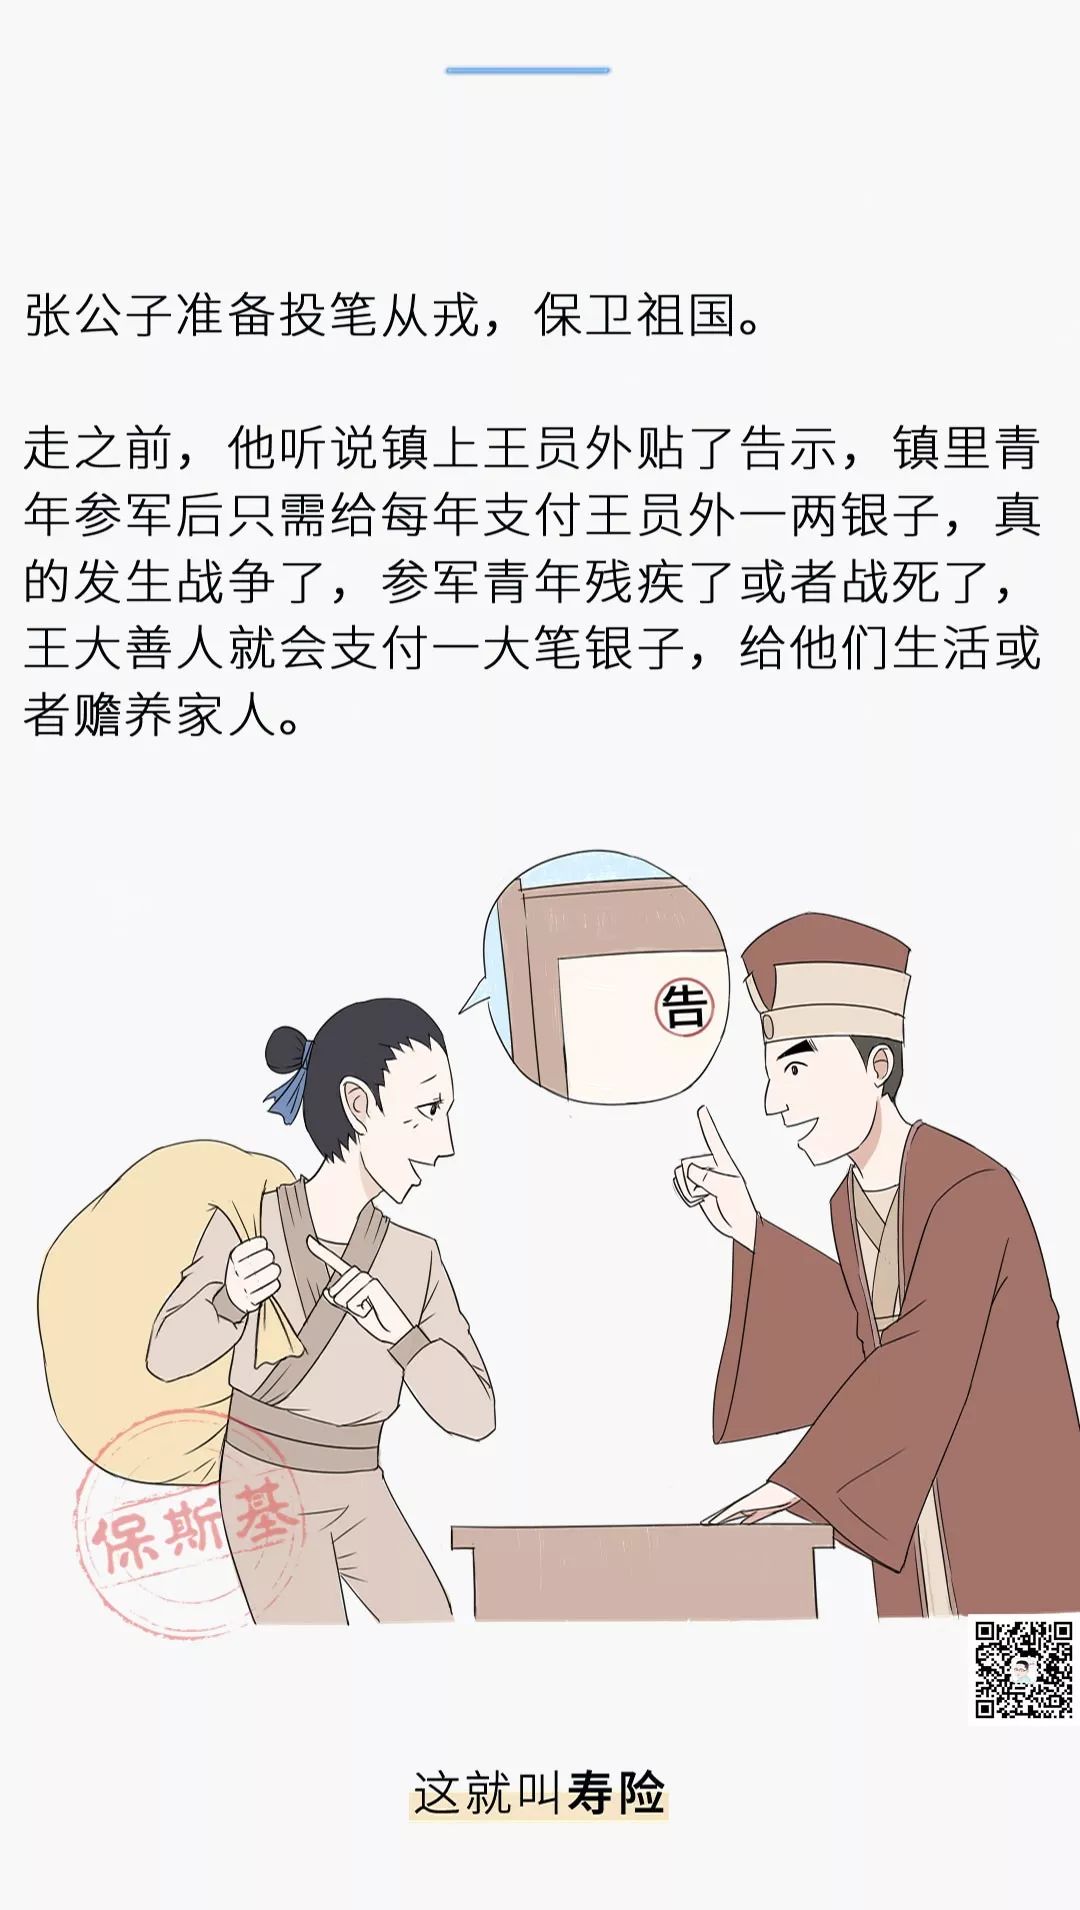 张公子准备投笔从戎，保卫祖国。
走之前，他听说镇上王员外贴了告示，镇里青
年参军后只需给每年支付王员外一两银子，真
的发生战争了，参军青年残疾了或者战死了，
王大善人就会支付一大笔银子，给他们生活或
者赡养家人。
告
保斯基
这就叫寿险